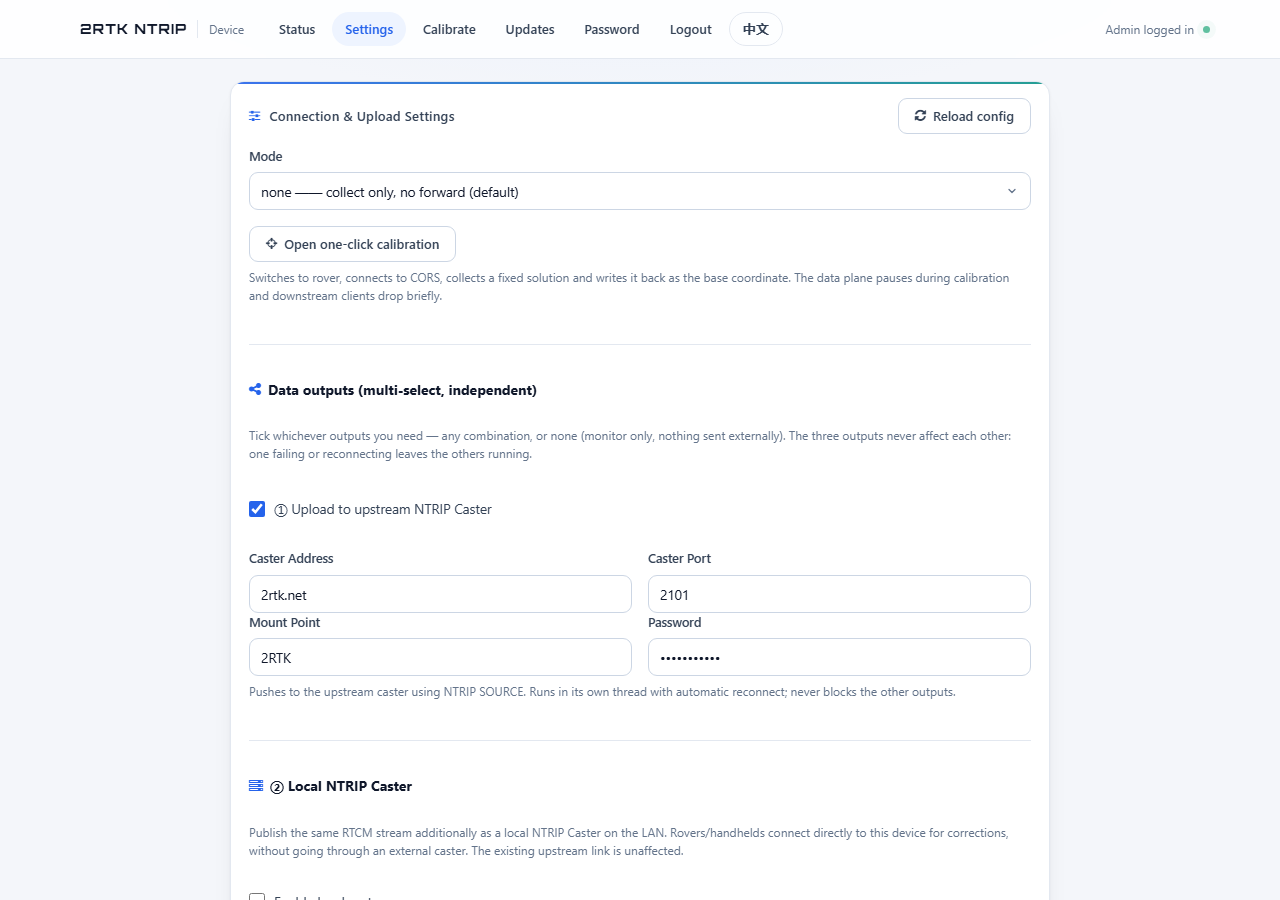 2RTK NTRIP Device Status Settings Calibrate Updates Password Logout 中文 Admin logged in
Connection & Upload Settings Reload config
Mode
none —— collect only, no forward (default)
Open one-click calibration
Switches to rover, connects to CORS, collects a fixed solution and writes it back as the base coordinate. The data plane pauses during calibration
and downstream clients drop briefly.
Data outputs (multi-select, independent)
Tick whichever outputs you need — any combination, or none (monitor only, nothing sent externally). The three outputs never affect each other:
one failing or reconnecting leaves the others running.
① Upload to upstream NTRIP Caster
Caster Address Caster Port
2rtk.net 2101
Mount Point Password
2RTK •••••••••••
Pushes to the upstream caster using NTRIP SOURCE. Runs in its own thread with automatic reconnect; never blocks the other outputs.
② Local NTRIP Caster
Publish the same RTCM stream additionally as a local NTRIP Caster on the LAN. Rovers/handhelds connect directly to this device for corrections,
without going through an external caster. The existing upstream link is unaffected.